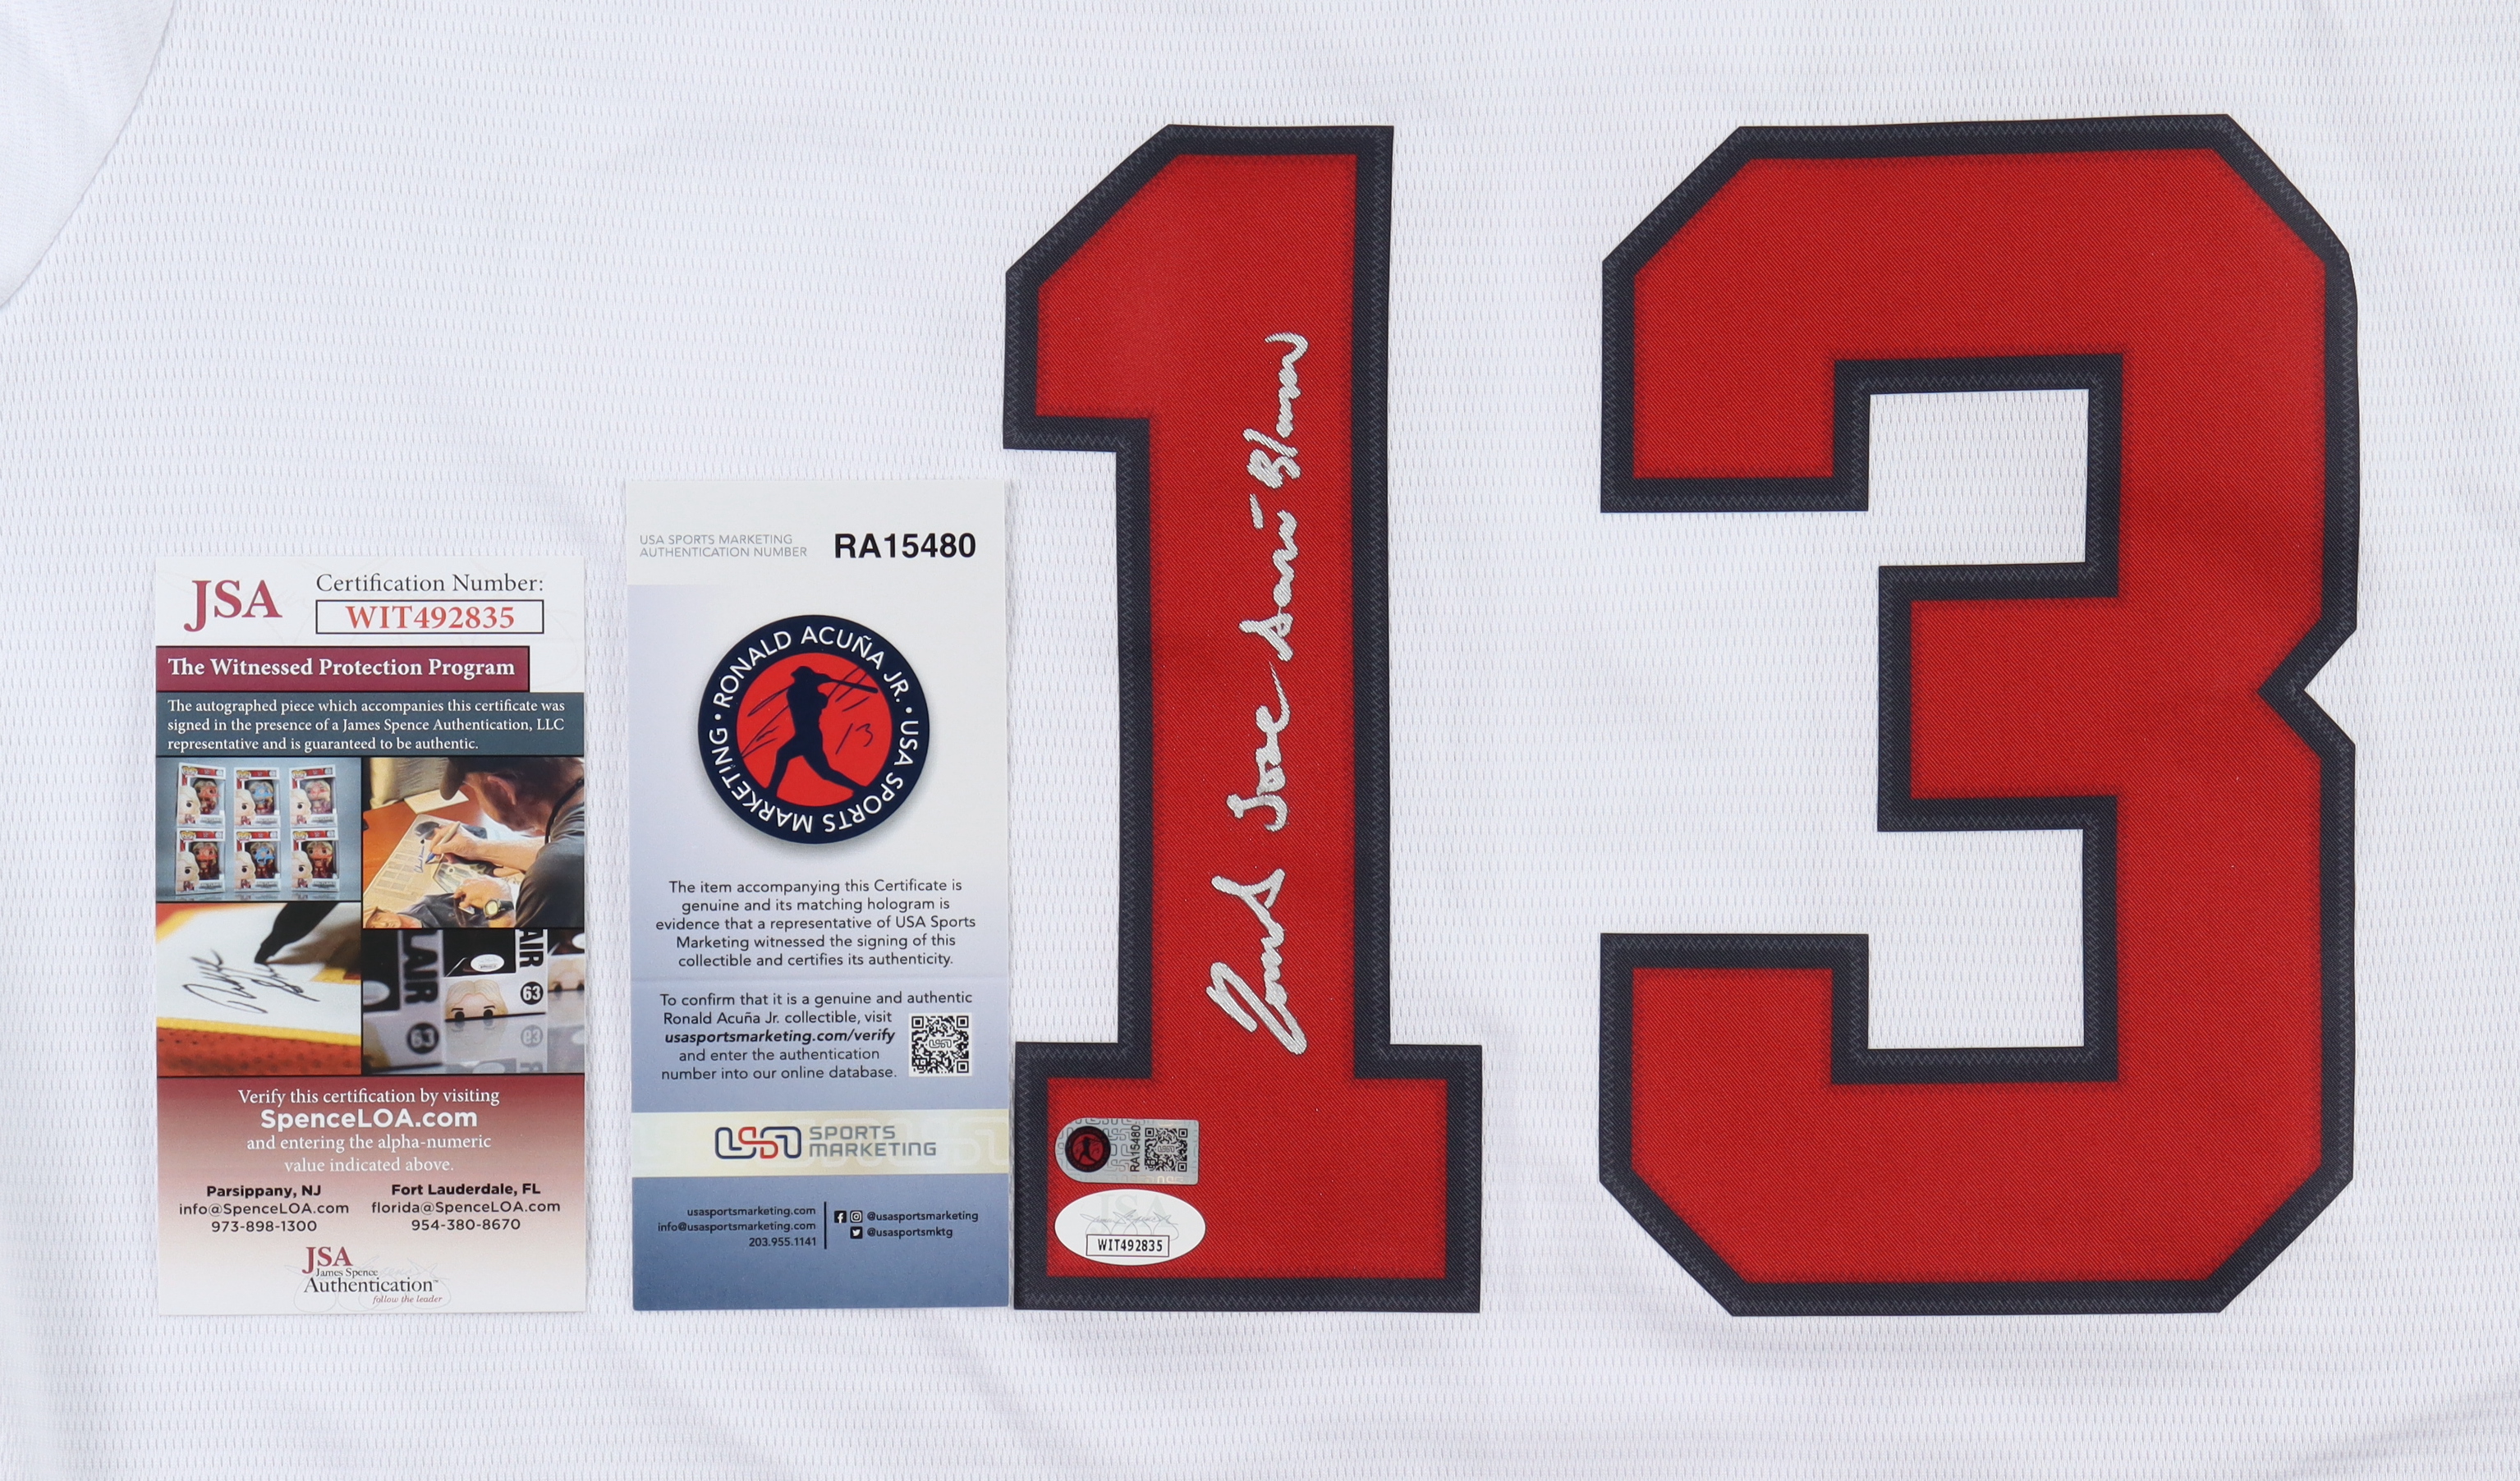 JSA
Certification Number:
WIT492835
The Witnessed Protection Program
The autographed piece which accompanies this certificate was
signed in the presence of a James Spence Authentication, LLC
representative and is guaranteed to be authentic.
LAIR
63
AIR
63
Verify this certification by visiting
SpenceLOA.com
and entering the alpha-numeric
value indicated above.
Parsippany, NJ
info@SpenceLOA.com
973-898-1300
Fort Lauderdale, FL
florida@SpenceLOA.com
954-380-8670
JSA
James Spence
Authentication™
follow the leader
USA SPORTS MARKETING
AUTHENTICATION NUMBER
RA15480
RONALD ACUÑA JR. • USA SPORTS MARKETING •
13
The item accompanying this Certificate is
genuine and its matching hologram is
evidence that a representative of USA Sports
Marketing witnessed the signing of this
collectible and certifies its authenticity.
To confirm that it is a genuine and authentic
Ronald Acuña Jr. collectible, visit
usasportsmarketing.com/verify
and enter the authentication
number into our online database.
USA SPORTS
MARKETING
usasportsmarketing.com
info@usasportsmarketing.com
203.955.1141
@usasportsmarketing
@usasportsmktg
13
Jose
RA15480
JSA
WIT492835